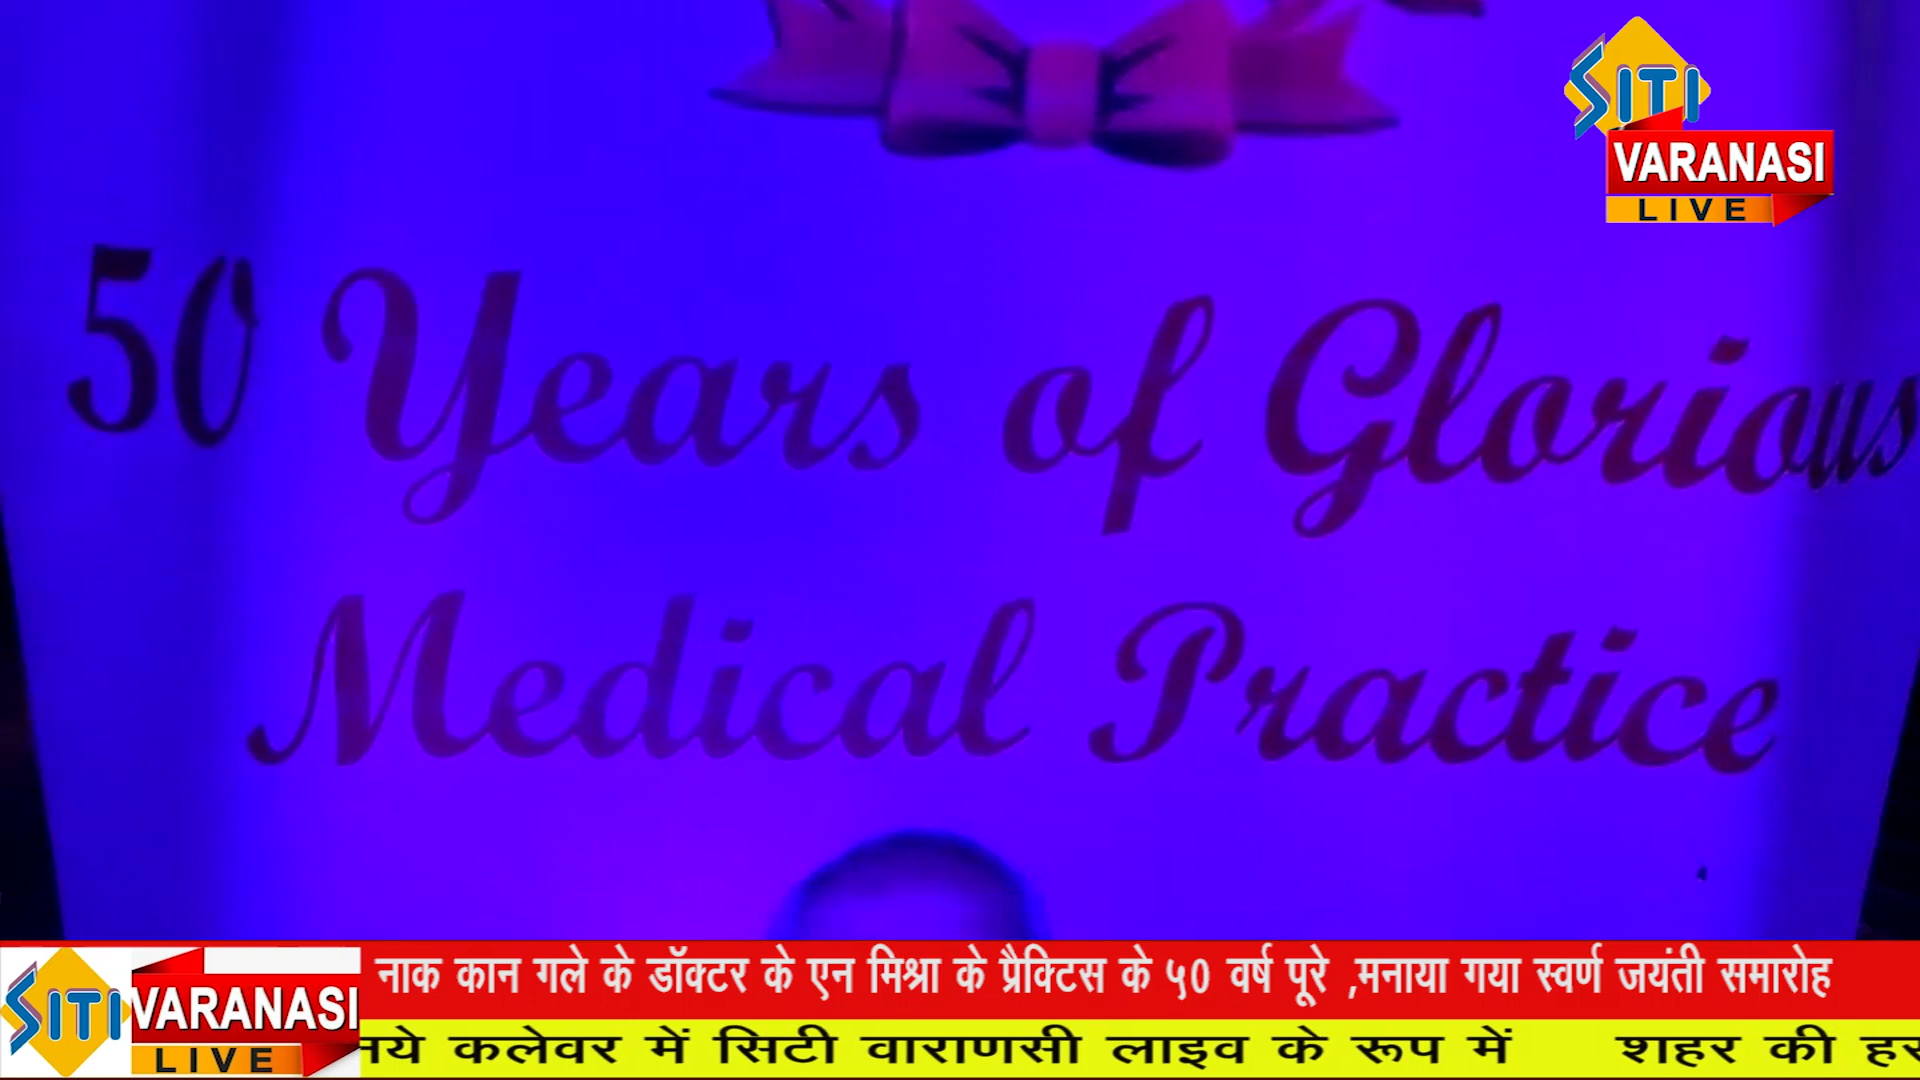 SITI
VARANASI
LIVE
50 Years of Glorious
Medical Practice
नाक कान गले के डॉक्टर के एन मिश्रा के प्रैक्टिस के ५0 वर्ष पूरे ,मनाया गया स्वर्ण जयंती समारोह
SITI
VARANASI
LIVE
नये कलेवर में सिटी वाराणसी लाइव के रूप में शहर की